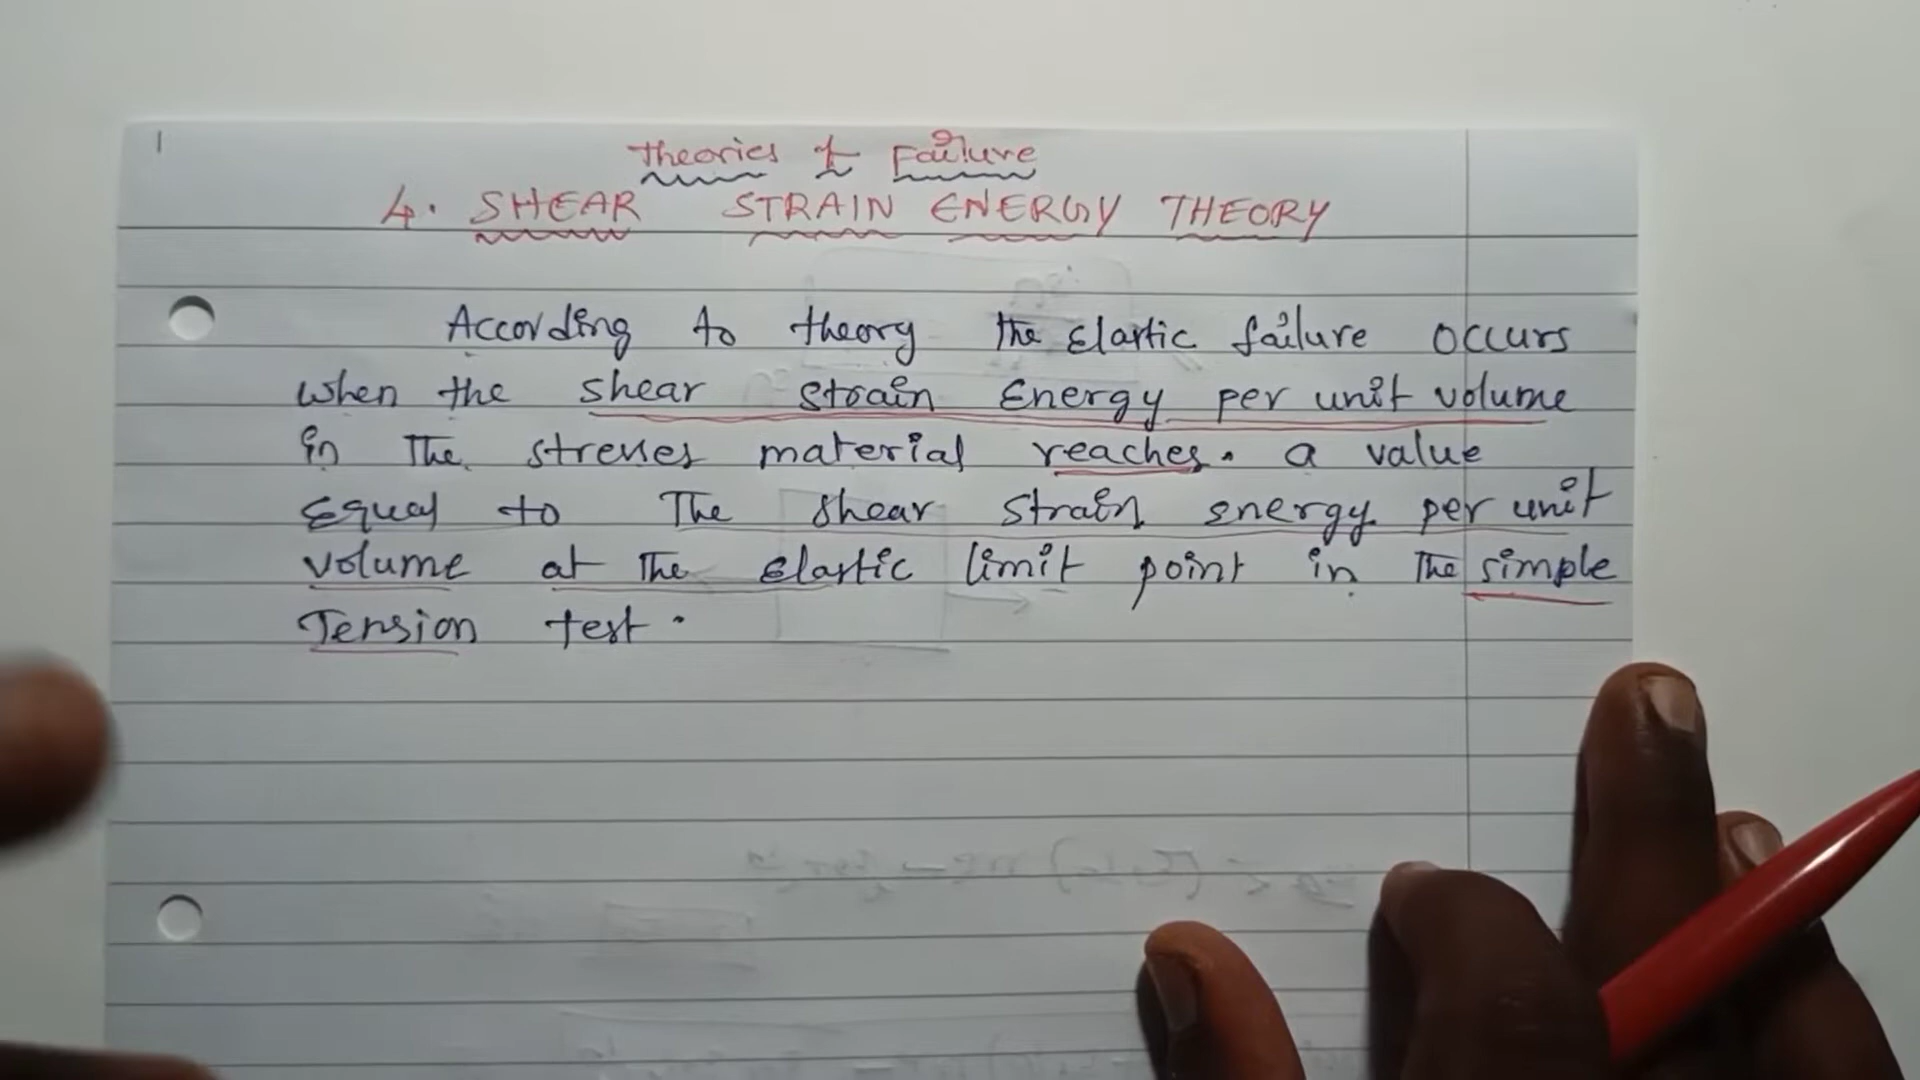 1
Theories of Failure
4. SHEAR STRAIN ENERGY THEORY
According to theory the Elastic failure occurs
when the shear strain Energy per unit volume
in The stresses material reaches. a value
Equal to The shear strain energy per unit
volume at The elastic limit point in The simple
Tension test.